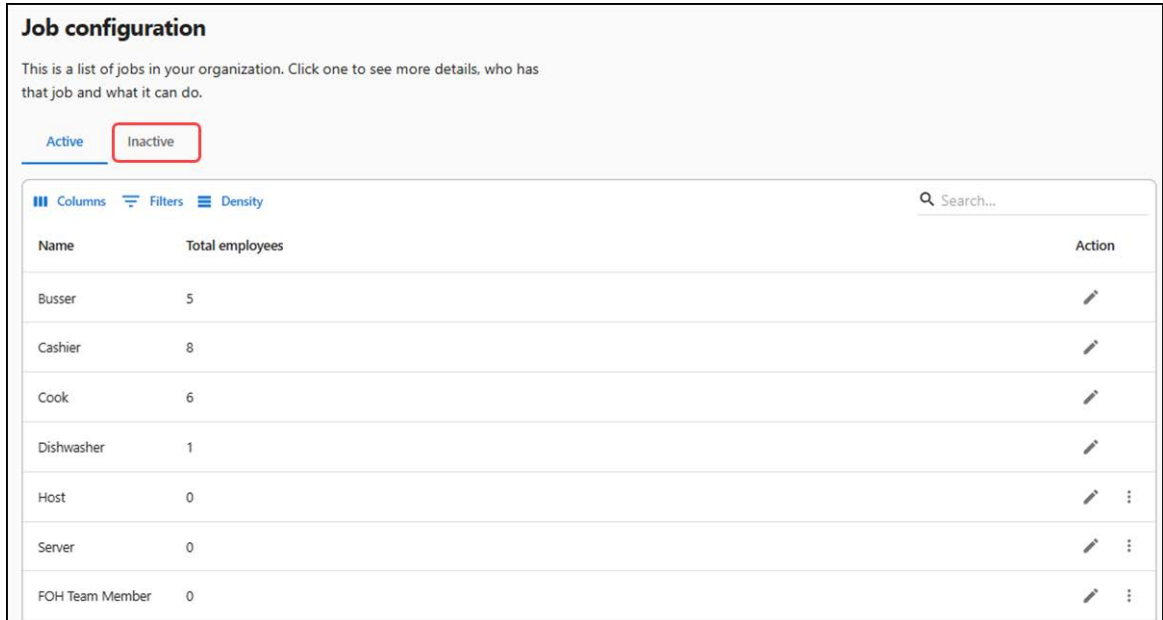 Job configuration
This is a list of jobs in your organization. Click one to see more details, who has
that job and what it can do.
Active Inactive
Columns Filters Density Search...
Name Total employees Action
Busser 5
Cashier 8
Cook 6
Dishwasher 1
Host 0
Server 0
FOH Team Member 0